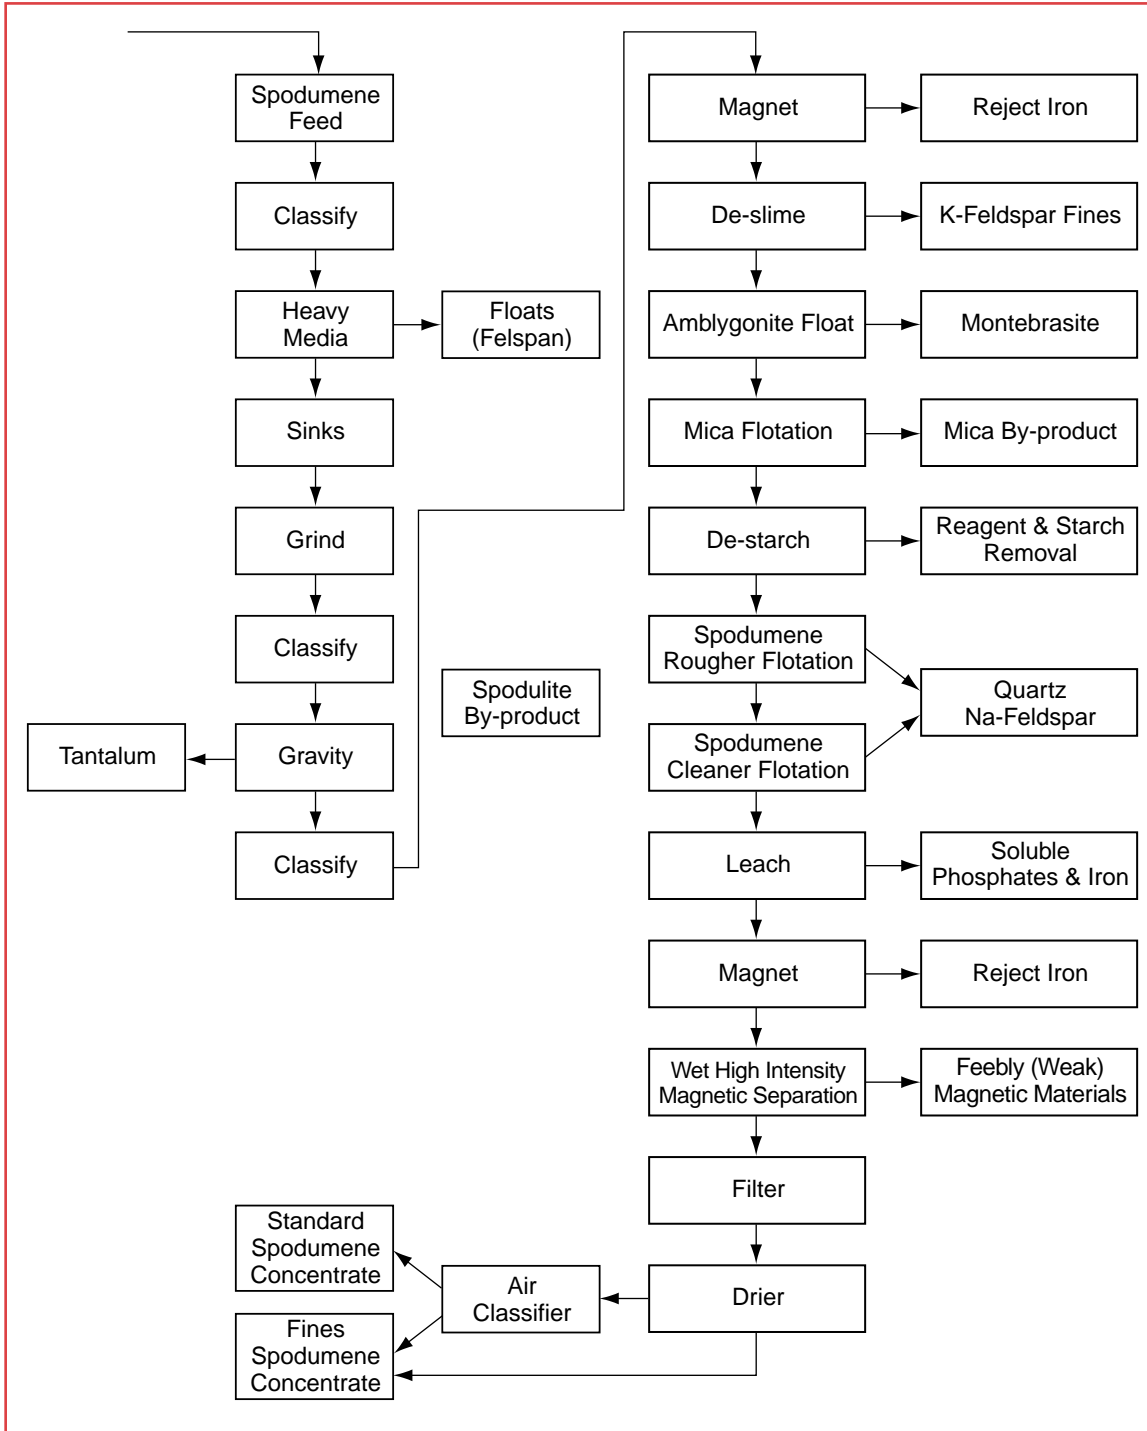 Spodumene
Feed
Classify
Heavy
Media
Floats
(Felspan)
Sinks
Grind
Classify
Spodulite
By-product
Tantalum
Gravity
Classify
Magnet
Reject Iron
De-slime
K-Feldspar Fines
Amblygonite Float
Montebrasite
Mica Flotation
Mica By-product
De-starch
Reagent & Starch
Removal
Spodumene
Rougher Flotation
Quartz
Na-Feldspar
Spodumene
Cleaner Flotation
Leach
Soluble
Phosphates & Iron
Magnet
Reject Iron
Wet High Intensity
Magnetic Separation
Feebly (Weak)
Magnetic Materials
Filter
Drier
Air
Classifier
Standard
Spodumene
Concentrate
Fines
Spodumene
Concentrate